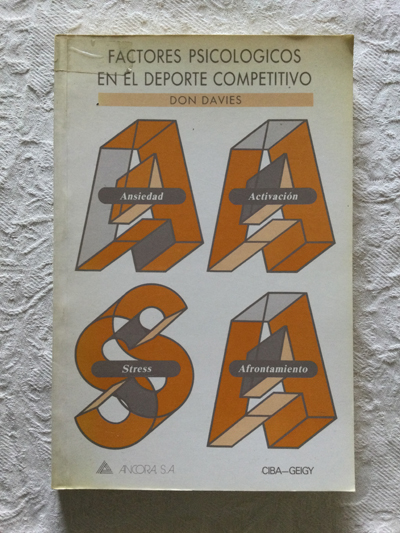 FACTORES PSICOLOGICOS
EN EL DEPORTE COMPETITIVO
DON DAVIES
A A
Ansiedad Activación
S A
Stress Afrontamiento
ANCORA, S.A. CIBA-GEIGY